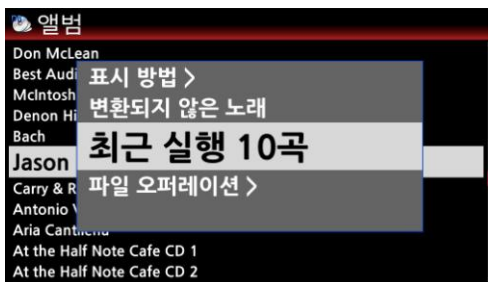 앨범
Don McLean
Best Audi
표시 방법 >
McIntosh
변환되지 않은 노래
Denon Hi
Bach
최근 실행 10곡
Jason
Carry & R
파일 오퍼레이션 >
Antonio
Aria Cant
At the Half Note Cafe CD 1
At the Half Note Cafe CD 2